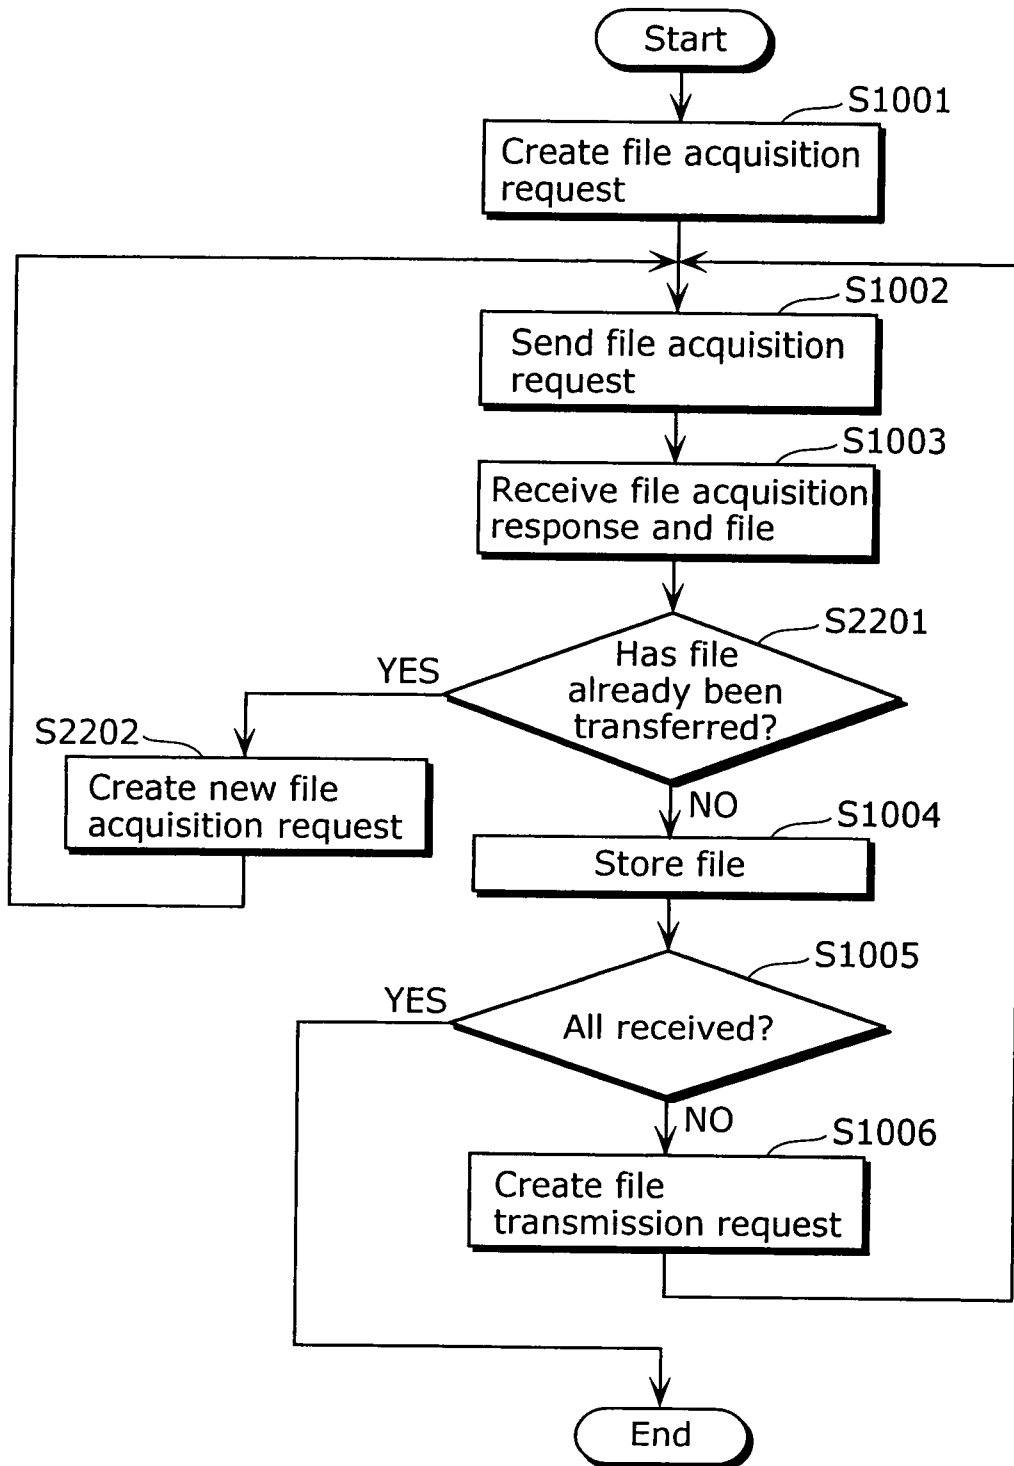 Start
S1001
Create file acquisition
request
S1002
Send file acquisition
request
S1003
Receive file acquisition
response and file
S2201
YES
Has file
already been
transferred?
S2202
Create new file
acquisition request
NO
S1004
Store file
S1005
YES
All received?
NO
S1006
Create file
transmission request
End